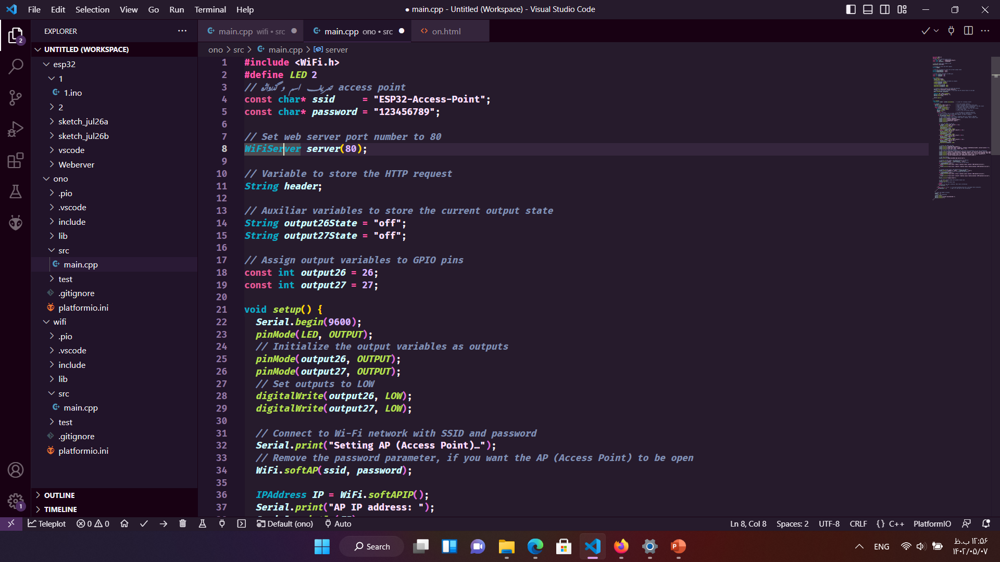 File Edit Selection View Go Run Terminal Help
● main.cpp - Untitled (Workspace) - Visual Studio Code
EXPLORER
main.cpp wifi • src
main.cpp ono • src
on.html
UNTITLED (WORKSPACE)
ono > src > main.cpp > server
esp32
1
1.ino
2
sketch_jul26a
sketch_jul26b
vscode
Weberver
ono
.pio
.vscode
include
lib
src
main.cpp
test
.gitignore
platformio.ini
wifi
.pio
.vscode
include
lib
src
main.cpp
test
.gitignore
platformio.ini
OUTLINE
TIMELINE
1 #include <WiFi.h>
2 #define LED 2
3 // تعریف اسم و گذرواژه access point
4 const char* ssid     = "ESP32-Access-Point";
5 const char* password = "123456789";
6
7 // Set web server port number to 80
8 WiFiServer server(80);
9
10 // Variable to store the HTTP request
11 String header;
12
13 // Auxiliar variables to store the current output state
14 String output26State = "off";
15 String output27State = "off";
16
17 // Assign output variables to GPIO pins
18 const int output26 = 26;
19 const int output27 = 27;
20
21 void setup() {
22   Serial.begin(9600);
23   pinMode(LED, OUTPUT);
24   // Initialize the output variables as outputs
25   pinMode(output26, OUTPUT);
26   pinMode(output27, OUTPUT);
27   // Set outputs to LOW
28   digitalWrite(output26, LOW);
29   digitalWrite(output27, LOW);
30
31   // Connect to Wi-Fi network with SSID and password
32   Serial.print("Setting AP (Access Point)…");
33   // Remove the password parameter, if you want the AP (Access Point) to be open
34   WiFi.softAP(ssid, password);
35
36   IPAddress IP = WiFi.softAPIP();
37   Serial.print("AP IP address: ");
2
1
Teleplot 0 0 Default (ono) Auto
Ln 8, Col 8 Spaces: 2 UTF-8 CRLF {} C++ PlatformIO
Search
ENG
۱۲:۵۶ ب.ظ
۱۴۰۲/۰۵/۰۷